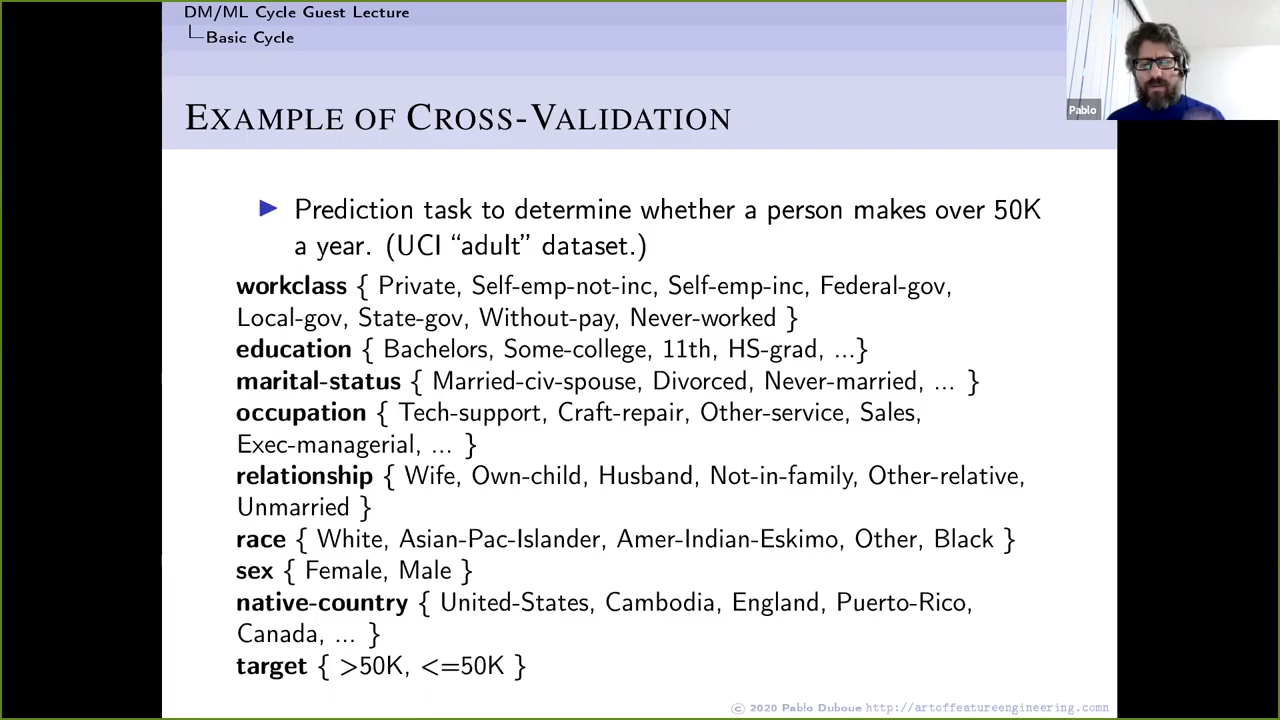 DM/ML Cycle Guest Lecture
Basic Cycle
Pablo
EXAMPLE OF CROSS-VALIDATION
Prediction task to determine whether a person makes over 50K
a year. (UCI “adult” dataset.)
workclass { Private, Self-emp-not-inc, Self-emp-inc, Federal-gov,
Local-gov, State-gov, Without-pay, Never-worked }
education { Bachelors, Some-college, 11th, HS-grad, ...}
marital-status { Married-civ-spouse, Divorced, Never-married, ... }
occupation { Tech-support, Craft-repair, Other-service, Sales,
Exec-managerial, ... }
relationship { Wife, Own-child, Husband, Not-in-family, Other-relative,
Unmarried }
race { White, Asian-Pac-Islander, Amer-Indian-Eskimo, Other, Black }
sex { Female, Male }
native-country { United-States, Cambodia, England, Puerto-Rico,
Canada, ... }
target { >50K, <=50K }
© 2020 Pablo Duboue http://artoffeatureengineering.comn